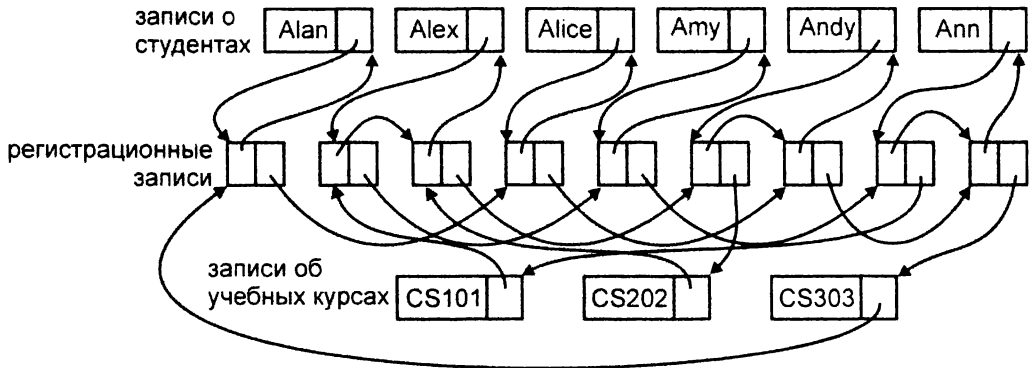 записи о
студентах
Alan Alex Alice Amy Andy Ann
регистрационные
записи
записи об
учебных курсах
CS101 CS202 CS303